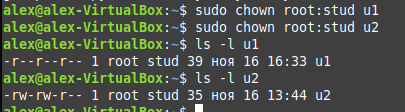 alex@alex-VirtualBox:~$ sudo chown root:stud u1
alex@alex-VirtualBox:~$ sudo chown root:stud u2
alex@alex-VirtualBox:~$ ls -l u1
-r--r--r-- 1 root stud 39 ноя 16 16:33 u1
alex@alex-VirtualBox:~$ ls -l u2
-rw-rw-r-- 1 root stud 35 ноя 16 13:44 u2
alex@alex-VirtualBox:~$